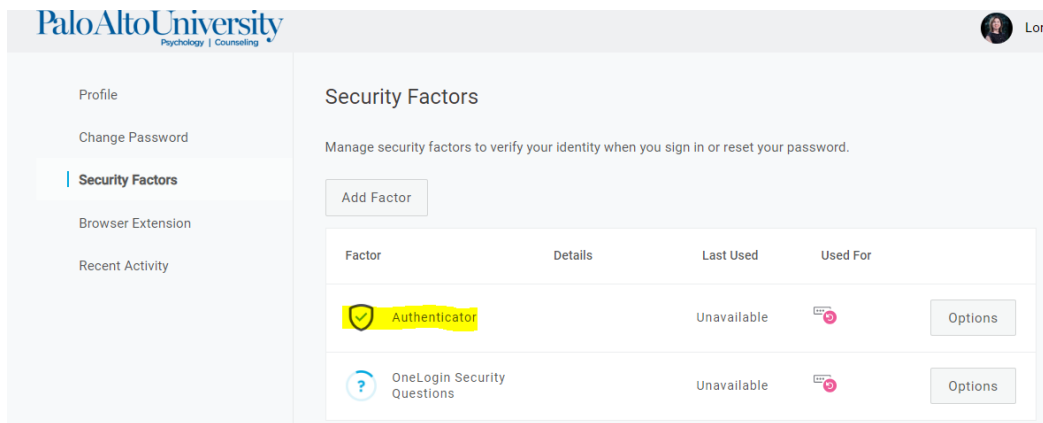 PaloAltoUniversity
Psychology | Counseling
Profile
Change Password
Security Factors
Browser Extension
Recent Activity
Security Factors
Manage security factors to verify your identity when you sign in or reset your password.
Add Factor
Factor Details Last Used Used For
Authenticator Unavailable Options
OneLogin Security
Questions Unavailable Options